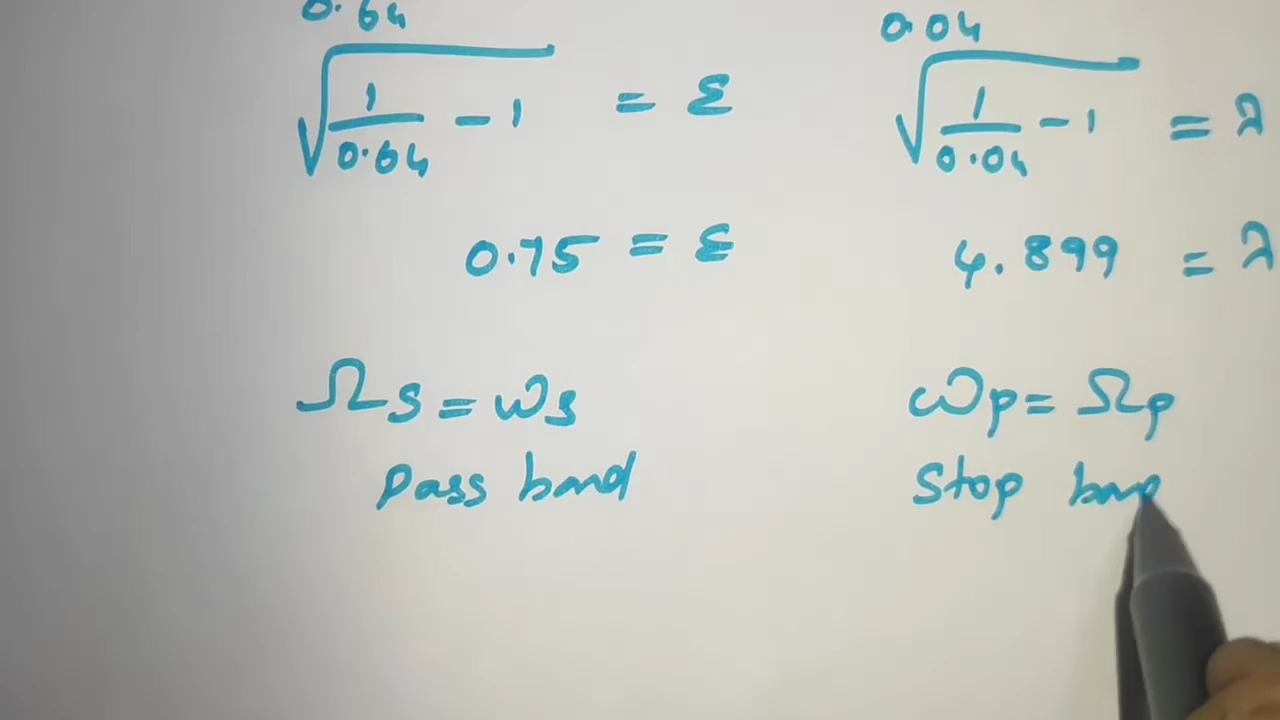 0.64
√(1/0.64 - 1) = ε
0.75 = ε
Ωs = ωs
Pass band
0.04
√(1/0.04 - 1) = λ
4.899 = λ
ωp = Ωp
Stop ban